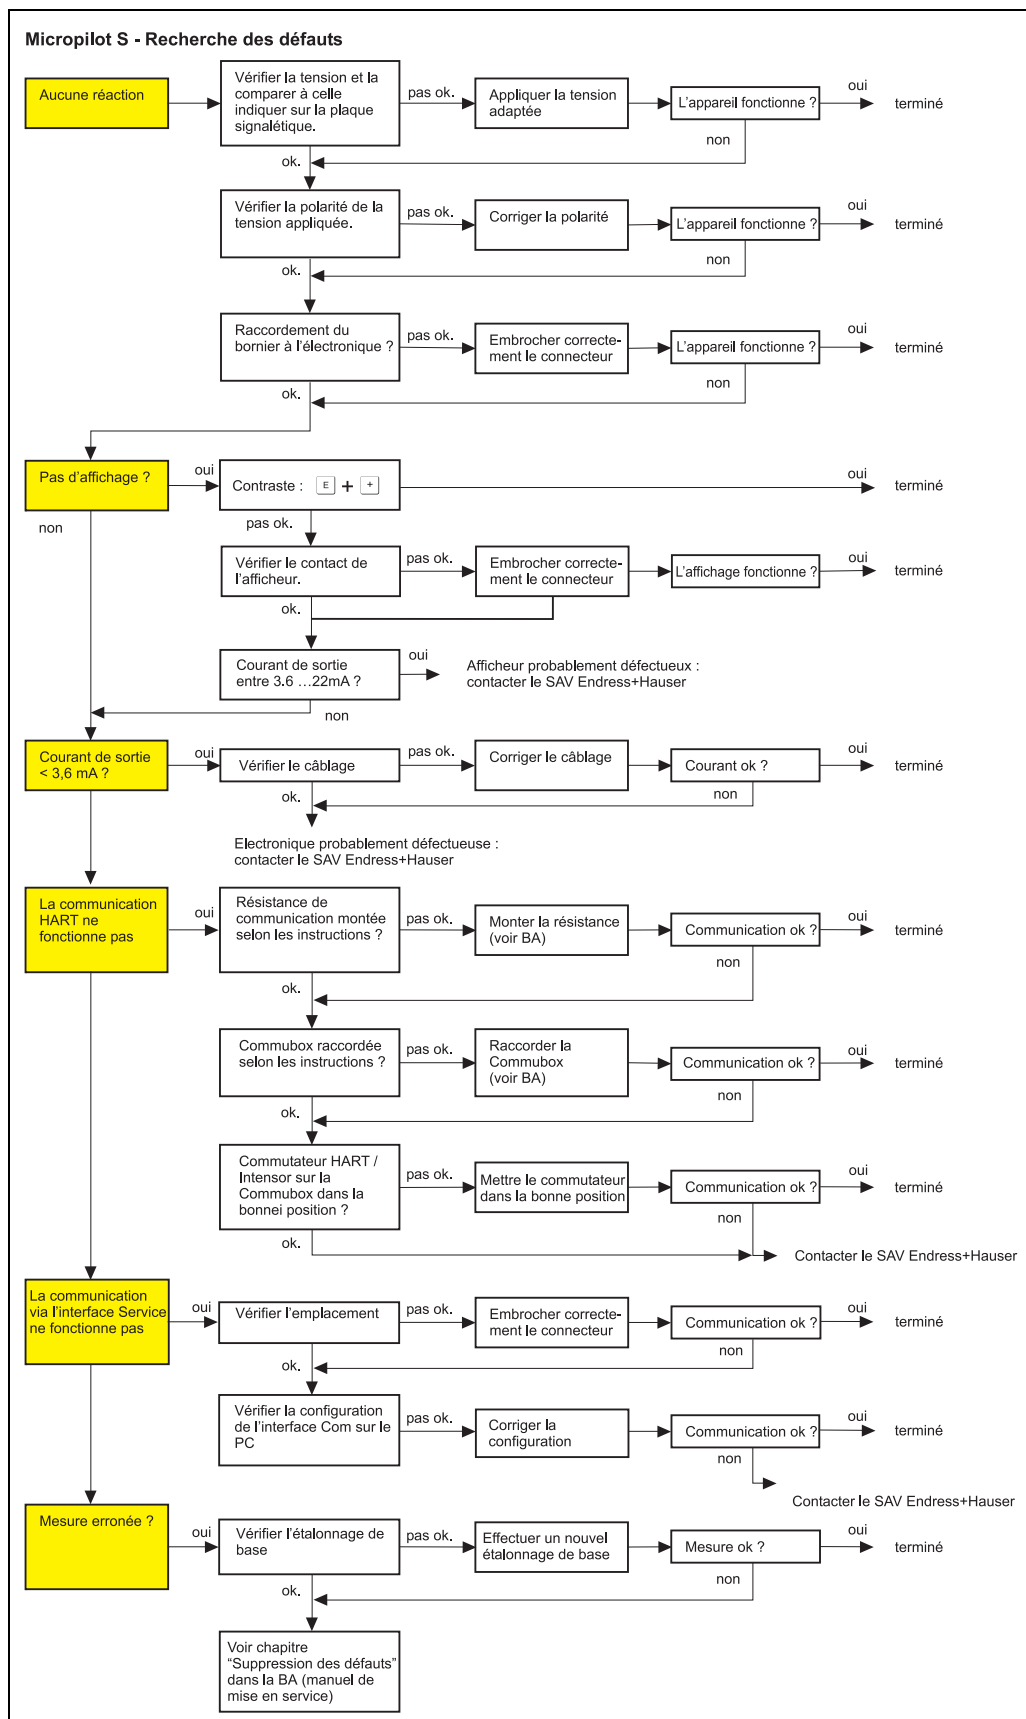 Micropilot S - Recherche des défauts
Aucune réaction
Vérifier la tension et la
comparer à celle
indiquer sur la plaque
signalétique.
pas ok.
Appliquer la tension
adaptée
L'appareil fonctionne ?
oui
terminé
non
ok.
Vérifier la polarité de la
tension appliquée.
pas ok.
Corriger la polarité
L'appareil fonctionne ?
oui
terminé
non
ok.
Raccordement du
bornier à l'électronique ?
pas ok.
Embrocher correcte-
ment le connecteur
L'appareil fonctionne ?
oui
terminé
non
ok.
Pas d'affichage ?
oui
Contraste : E + +
oui
terminé
non
pas ok.
Vérifier le contact de
l'afficheur.
pas ok.
Embrocher correcte-
ment le connecteur
L'affichage fonctionne ?
oui
terminé
ok.
Courant de sortie
entre 3.6 ...22mA ?
oui
Afficheur probablement défectueux :
contacter le SAV Endress+Hauser
non
Courant de sortie
< 3,6 mA ?
oui
Vérifier le câblage
pas ok.
Corriger le câblage
Courant ok ?
oui
terminé
non
ok.
Electronique probablement défectueuse :
contacter le SAV Endress+Hauser
La communication
HART ne
fonctionne pas
oui
Résistance de
communication montée
selon les instructions ?
pas ok.
Monter la résistance
(voir BA)
Communication ok ?
oui
terminé
non
ok.
Commubox raccordée
selon les instructions ?
pas ok.
Raccorder la
Commubox
(voir BA)
Communication ok ?
oui
terminé
non
ok.
Commutateur HART /
Intensor sur la
Commubox dans la
bonnei position ?
pas ok.
Mettre le commutateur
dans la bonne position
Communication ok ?
oui
terminé
non
ok.
Contacter le SAV Endress+Hauser
La communication
via l'interface Service
ne fonctionne pas
oui
Vérifier l'emplacement
pas ok.
Embrocher correcte-
ment le connecteur
Communication ok ?
oui
terminé
non
ok.
Vérifier la configuration
de l'interface Com sur le
PC
pas ok.
Corriger la
configuration
Communication ok ?
oui
terminé
non
Contacter le SAV Endress+Hauser
Mesure erronée ?
oui
Vérifier l'étalonnage de
base
pas ok.
Effectuer un nouvel
étalonnage de base
Mesure ok ?
oui
terminé
non
ok.
Voir chapitre
“Suppression des défauts”
dans la BA (manuel de
mise en service)